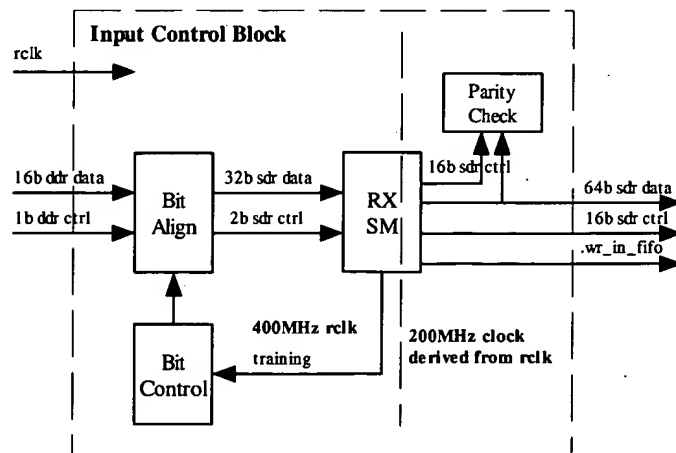 Input Control Block
rclk
Parity
Check
16b sdr ctrl
16b ddr data
32b sdr data
64b sdr data
Bit
Align
RX
SM
1b ddr ctrl
2b sdr ctrl
16b sdr ctrl
.wr_in_fifo
400MHz rclk
training
200MHz clock
derived from rclk
Bit
Control